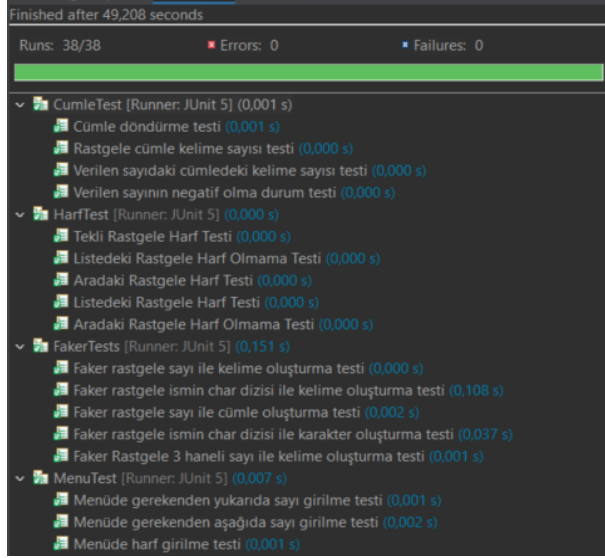 Finished after 49,208 seconds
Runs: 38/38 Errors: 0 Failures: 0
CumleTest [Runner: JUnit 5] (0,001 s)
Cümle döndürme testi (0,001 s)
Rastgele cümle kelime sayısı testi (0,000 s)
Verilen sayıdaki cümledeki kelime sayısı testi (0,000 s)
Verilen sayının negatif olma durum testi (0,000 s)
HarfTest [Runner: JUnit 5] (0,000 s)
Tekli Rastgele Harf Testi (0,000 s)
Listedeki Rastgele Harf Olmama Testi (0,000 s)
Aradaki Rastgele Harf Testi (0,000 s)
Listedeki Rastgele Harf Testi (0,000 s)
Aradaki Rastgele Harf Olmama Testi (0,000 s)
FakerTests [Runner: JUnit 5] (0,151 s)
Faker rastgele sayı ile kelime oluşturma testi (0,000 s)
Faker rastgele ismin char dizisi ile kelime oluşturma testi (0,108 s)
Faker rastgele sayı ile cümle oluşturma testi (0,002 s)
Faker rastgele ismin char dizisi ile karakter oluşturma testi (0,037 s)
Faker Rastgele 3 haneli sayı ile kelime oluşturma testi (0,001 s)
MenuTest [Runner: JUnit 5] (0,007 s)
Menüde gerekenden yukarıda sayı girilme testi (0,001 s)
Menüde gerekenden aşağıda sayı girilme testi (0,002 s)
Menüde harf girilme testi (0,001 s)